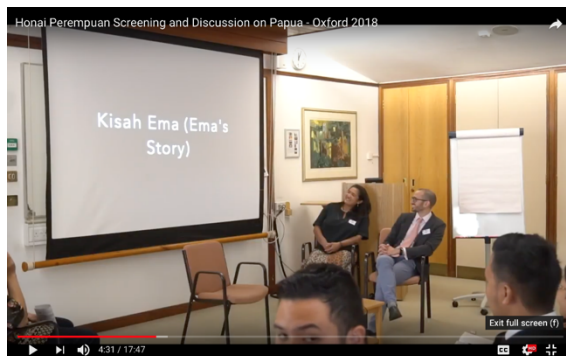 Honai Perempuan Screening and Discussion on Papua - Oxford 2018
Kisah Ema (Ema's
Story)
Exit full screen (f)
4:31 / 17:47
CC
HD